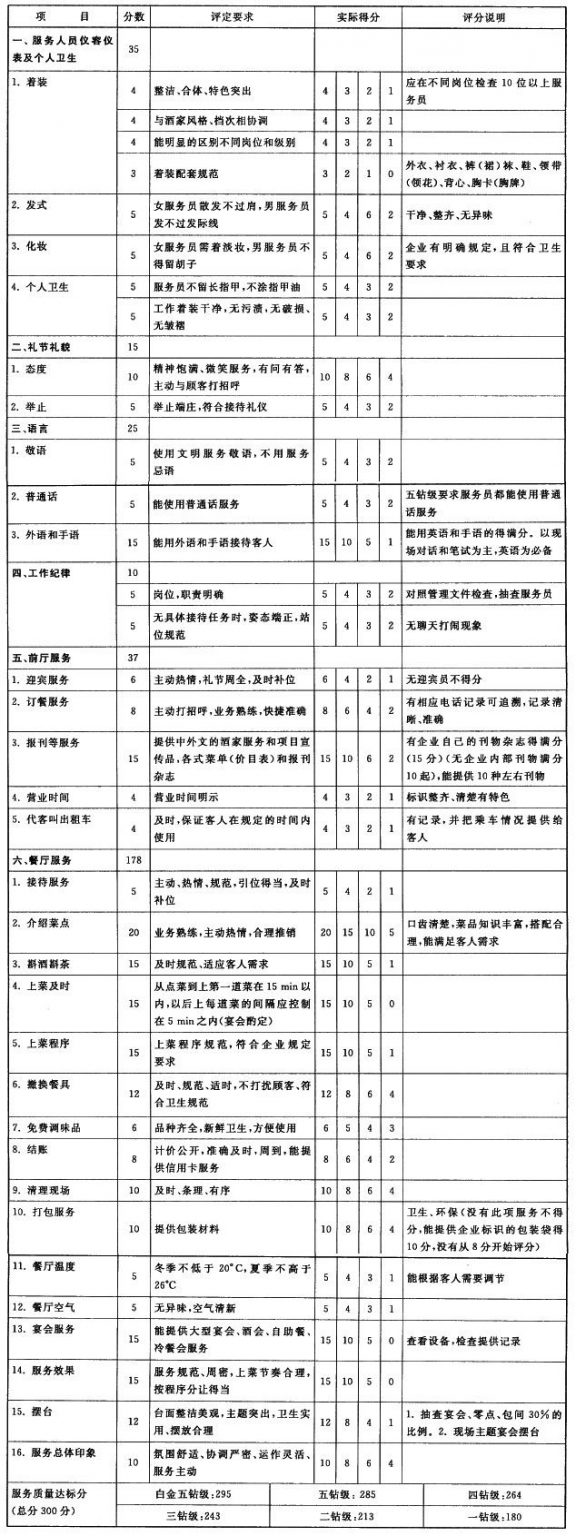 项 目 分数 评定要求 实际得分 评分说明
一、服务人员仪容仪
表及个人卫生 35
1. 着装 4 整洁、合体、特色突出 4 3 2 1 应在不同岗位检查 10 位以上服
务员
4 与酒家风格、档次相协调 4 3 2 1
4 能明显的区别不同岗位和级别 4 3 2 1
3 着装配套规范 3 2 1 0 外衣、衬衣、裤(裙)袜、鞋、领带
(领花)、背心、胸卡(胸牌)
2. 发式 5 女服务员散发不过肩,男服务员
发不过发际线 5 4 6 2 干净、整齐、无异味
3. 化妆 5 女服务员需着淡妆,男服务员不
得留胡子 5 4 6 2 企业有明确规定,且符合卫生
要求
4. 个人卫生 5 服务员不留长指甲,不涂指甲油 5 4 3 2
5 工作着装干净,无污渍,无破损、
无皱褶 5 4 3 2
二、礼节礼貌 15
1. 态度 10 精神饱满、微笑服务,有问有答,
主动与顾客打招呼 10 8 6 4
2. 举止 5 举止端庄,符合接待礼仪 5 4 3 2
三、语言 25
1. 敬语 5 使用文明服务敬语,不用服务
忌语 5 4 3 2
2. 普通话 5 能使用普通话服务 5 4 3 2 五钻级要求服务员都能使用普通
话服务
3. 外语和手语 15 能用外语和手语接待客人 15 10 5 1 能用英语和手语的得满分。以现
场对话和笔试为主,英语为必备
四、工作纪律 10
5 岗位,职责明确 5 4 3 2 对照管理文件检查,抽查服务员
5 无具体接待任务时,姿态端正,站
位规范 5 4 3 2 无聊天打闹现象
五、前厅服务 37
1. 迎宾服务 6 主动热情,礼节周全,及时补位 6 4 2 1 无迎宾员不得分
2. 订餐服务 8 主动打招呼,业务熟练,快捷准确 8 6 4 2 有相应电话记录可追溯,记录清
晰、准确
3. 报刊等服务 15 提供中外文的酒家服务和项目宣
传品,各式菜单(价目表)和报刊
杂志 15 10 6 2 有企业自己的刊物杂志得满分
(15 分)(无企业内部刊物满分
10起),能提供 10 种左右刊物
4. 营业时间 4 营业时间明示 4 3 2 1 标识整齐、清楚有特色
5. 代客叫出租车 4 及时,保证客人在规定的时间内
使用 4 3 2 1 有记录,并把乘车情况提供给
客人
六、餐厅服务 178
1. 接待服务 5 主动、热情、规范,引位得当,及时
补位 5 4 2 1
2. 介绍菜点 20 业务熟练,主动热情,合理推销 20 15 10 5 口齿清楚,菜品知识丰富,搭配合
理,能满足客人需求
3. 斟酒斟茶 15 及时规范、适应客人需求 15 10 5 1
4. 上菜及时 15 从点菜到上第一道菜在 15 min 以
内,以后上每道菜的间隔应控制
在 5 min 之内(宴会酌定) 15 10 5 0
5. 上菜程序 15 上菜程序规范,符合企业规定
要求 15 10 5 1
6. 撤换餐具 12 及时、规范、适时,不打扰顾客、符
合卫生规范 12 8 6 4
7. 免费调味品 6 品种齐全,新鲜卫生,方便使用 6 5 4 3
8. 结账 8 计价公开,准确及时,周到,能提
供信用卡服务 8 6 4 2
9. 清理现场 10 及时、条理、有序 10 8 6 4
10. 打包服务 10 提供包装材料 10 8 6 4 卫生、环保(没有此项服务不得
分,能提供企业标识的包装袋得
10 分,没有从 8 分开始评分)
11. 餐厅温度 5 冬季不低于 20°C,夏季不高于
26°C 5 4 3 1 能根据客人需要调节
12. 餐厅空气 5 无异味,空气清新 5 4 3 1
13. 宴会服务 15 能提供大型宴会、酒会、自助餐、
冷餐会服务 15 10 5 0 查看设备,检查提供记录
14. 服务效果 15 服务规范、周密,上菜节奏合理,
按程序分让得当 15 10 5 0
15. 摆台 12 台面整洁美观,主题突出,卫生实
用、摆放合理 12 8 4 1 1. 抽查宴会、零点、包间 30%的
比例。2. 现场主题宴会摆台
16. 服务总体印象 10 氛围舒适、协调严密、运作灵活、
服务主动 10 8 6 4
服务质量达标分
(总分 300 分) 白金五钻级:295 五钻级:285 四钻级:264
三钻级:243 二钻级:213 一钻级:180